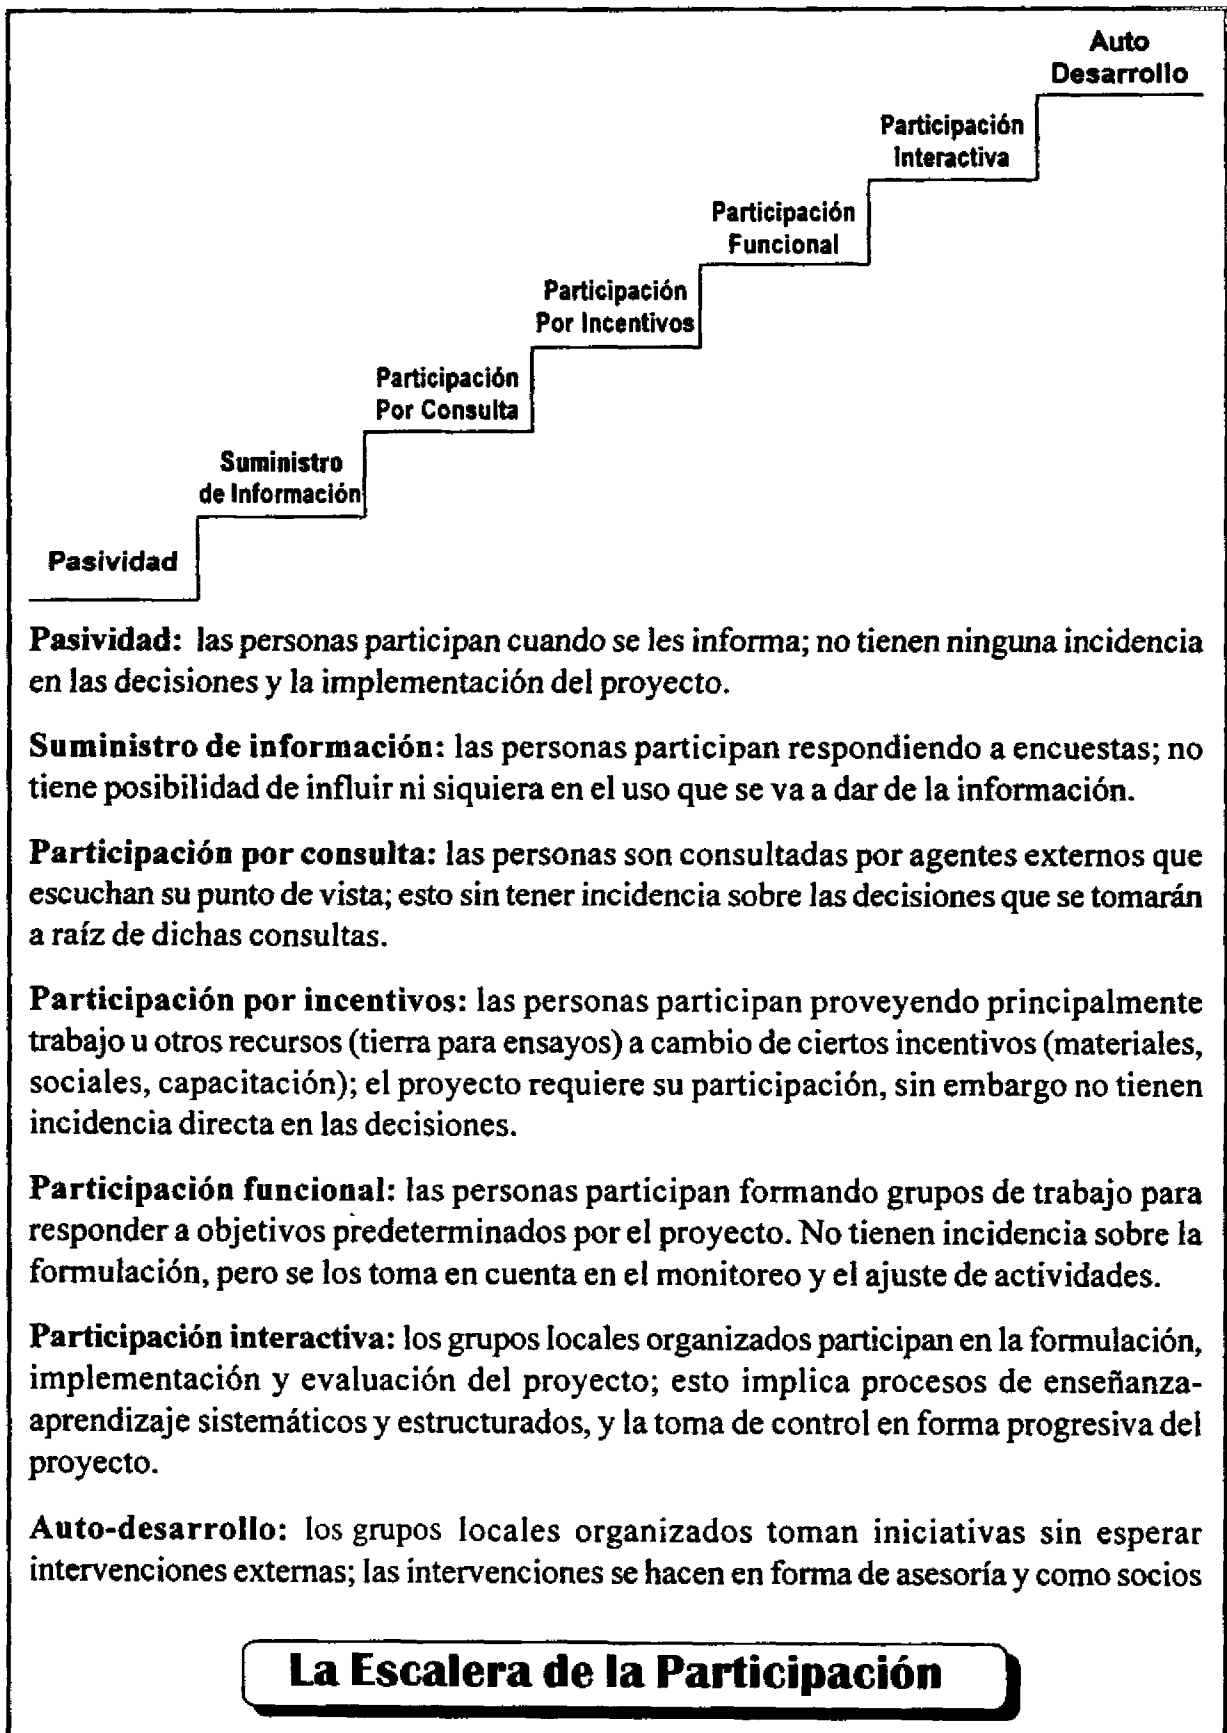 Auto
Desarrollo
Participación
Interactiva
Participación
Funcional
Participación
Por Incentivos
Participación
Por Consulta
Suministro
de Información
Pasividad
Pasividad: las personas participan cuando se les informa; no tienen ninguna incidencia
en las decisiones y la implementación del proyecto.
Suministro de información: las personas participan respondiendo a encuestas; no
tiene posibilidad de influir ni siquiera en el uso que se va a dar de la información.
Participación por consulta: las personas son consultadas por agentes externos que
escuchan su punto de vista; esto sin tener incidencia sobre las decisiones que se tomarán
a raíz de dichas consultas.
Participación por incentivos: las personas participan proveyendo principalmente
trabajo u otros recursos (tierra para ensayos) a cambio de ciertos incentivos (materiales,
sociales, capacitación); el proyecto requiere su participación, sin embargo no tienen
incidencia directa en las decisiones.
Participación funcional: las personas participan formando grupos de trabajo para
responder a objetivos predeterminados por el proyecto. No tienen incidencia sobre la
formulación, pero se los toma en cuenta en el monitoreo y el ajuste de actividades.
Participación interactiva: los grupos locales organizados participan en la formulación,
implementación y evaluación del proyecto; esto implica procesos de enseñanza-
aprendizaje sistemáticos y estructurados, y la toma de control en forma progresiva del
proyecto.
Auto-desarrollo: los grupos locales organizados toman iniciativas sin esperar
intervenciones externas; las intervenciones se hacen en forma de asesoría y como socios
La Escalera de la Participación